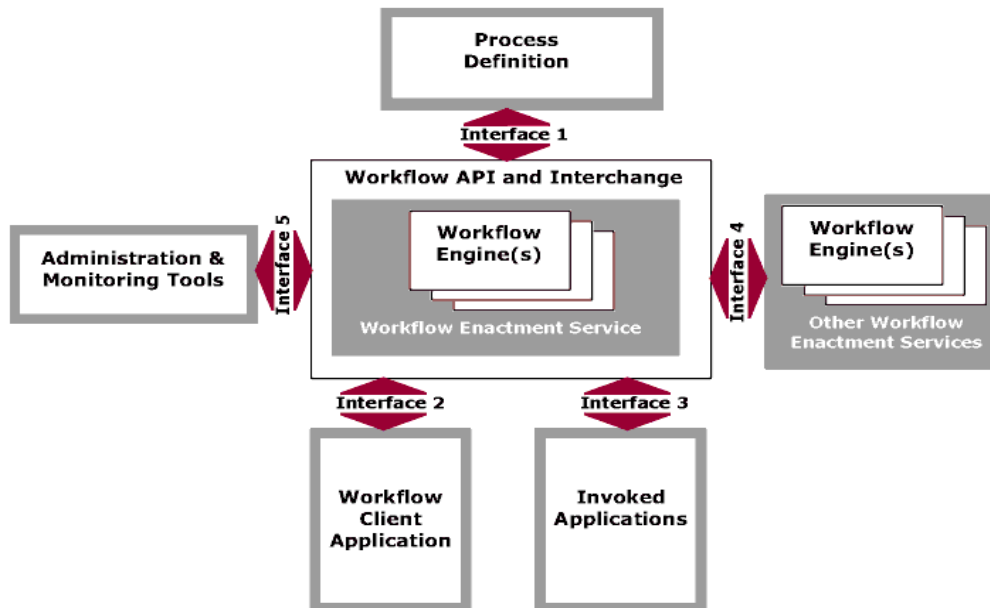 Process
Definition
Interface 1
Workflow API and Interchange
Workflow
Engine(s)
Workflow Enactment Service
Interface 5
Administration &
Monitoring Tools
Interface 4
Workflow
Engine(s)
Other Workflow
Enactment Services
Interface 2
Interface 3
Workflow
Client
Application
Invoked
Applications